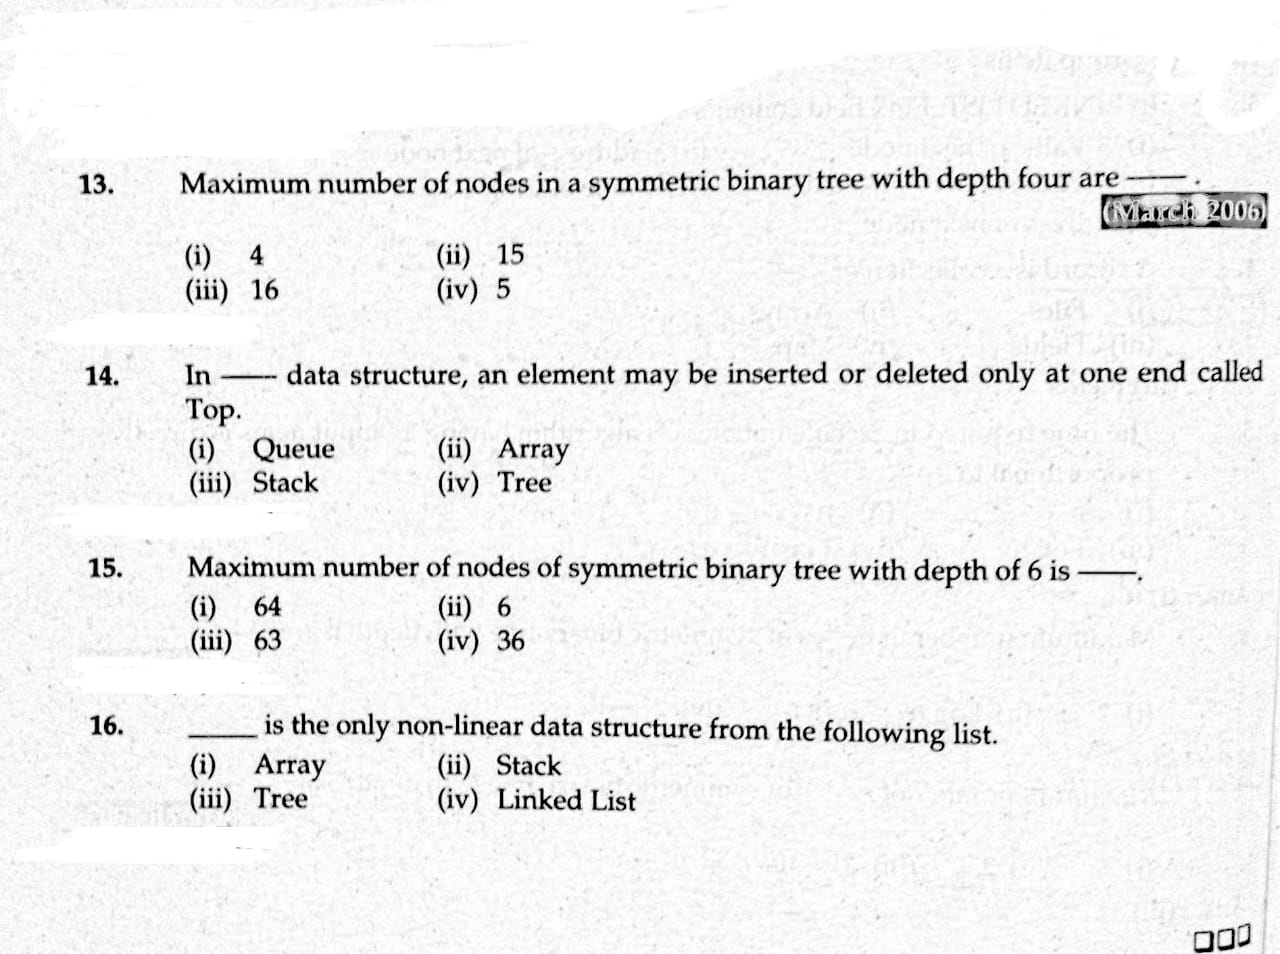 13. Maximum number of nodes in a symmetric binary tree with depth four are —— .
(March 2006)
(i) 4 (ii) 15
(iii) 16 (iv) 5
14. In —— data structure, an element may be inserted or deleted only at one end called
Top.
(i) Queue (ii) Array
(iii) Stack (iv) Tree
15. Maximum number of nodes of symmetric binary tree with depth of 6 is ——.
(i) 64 (ii) 6
(iii) 63 (iv) 36
16. _____ is the only non-linear data structure from the following list.
(i) Array (ii) Stack
(iii) Tree (iv) Linked List